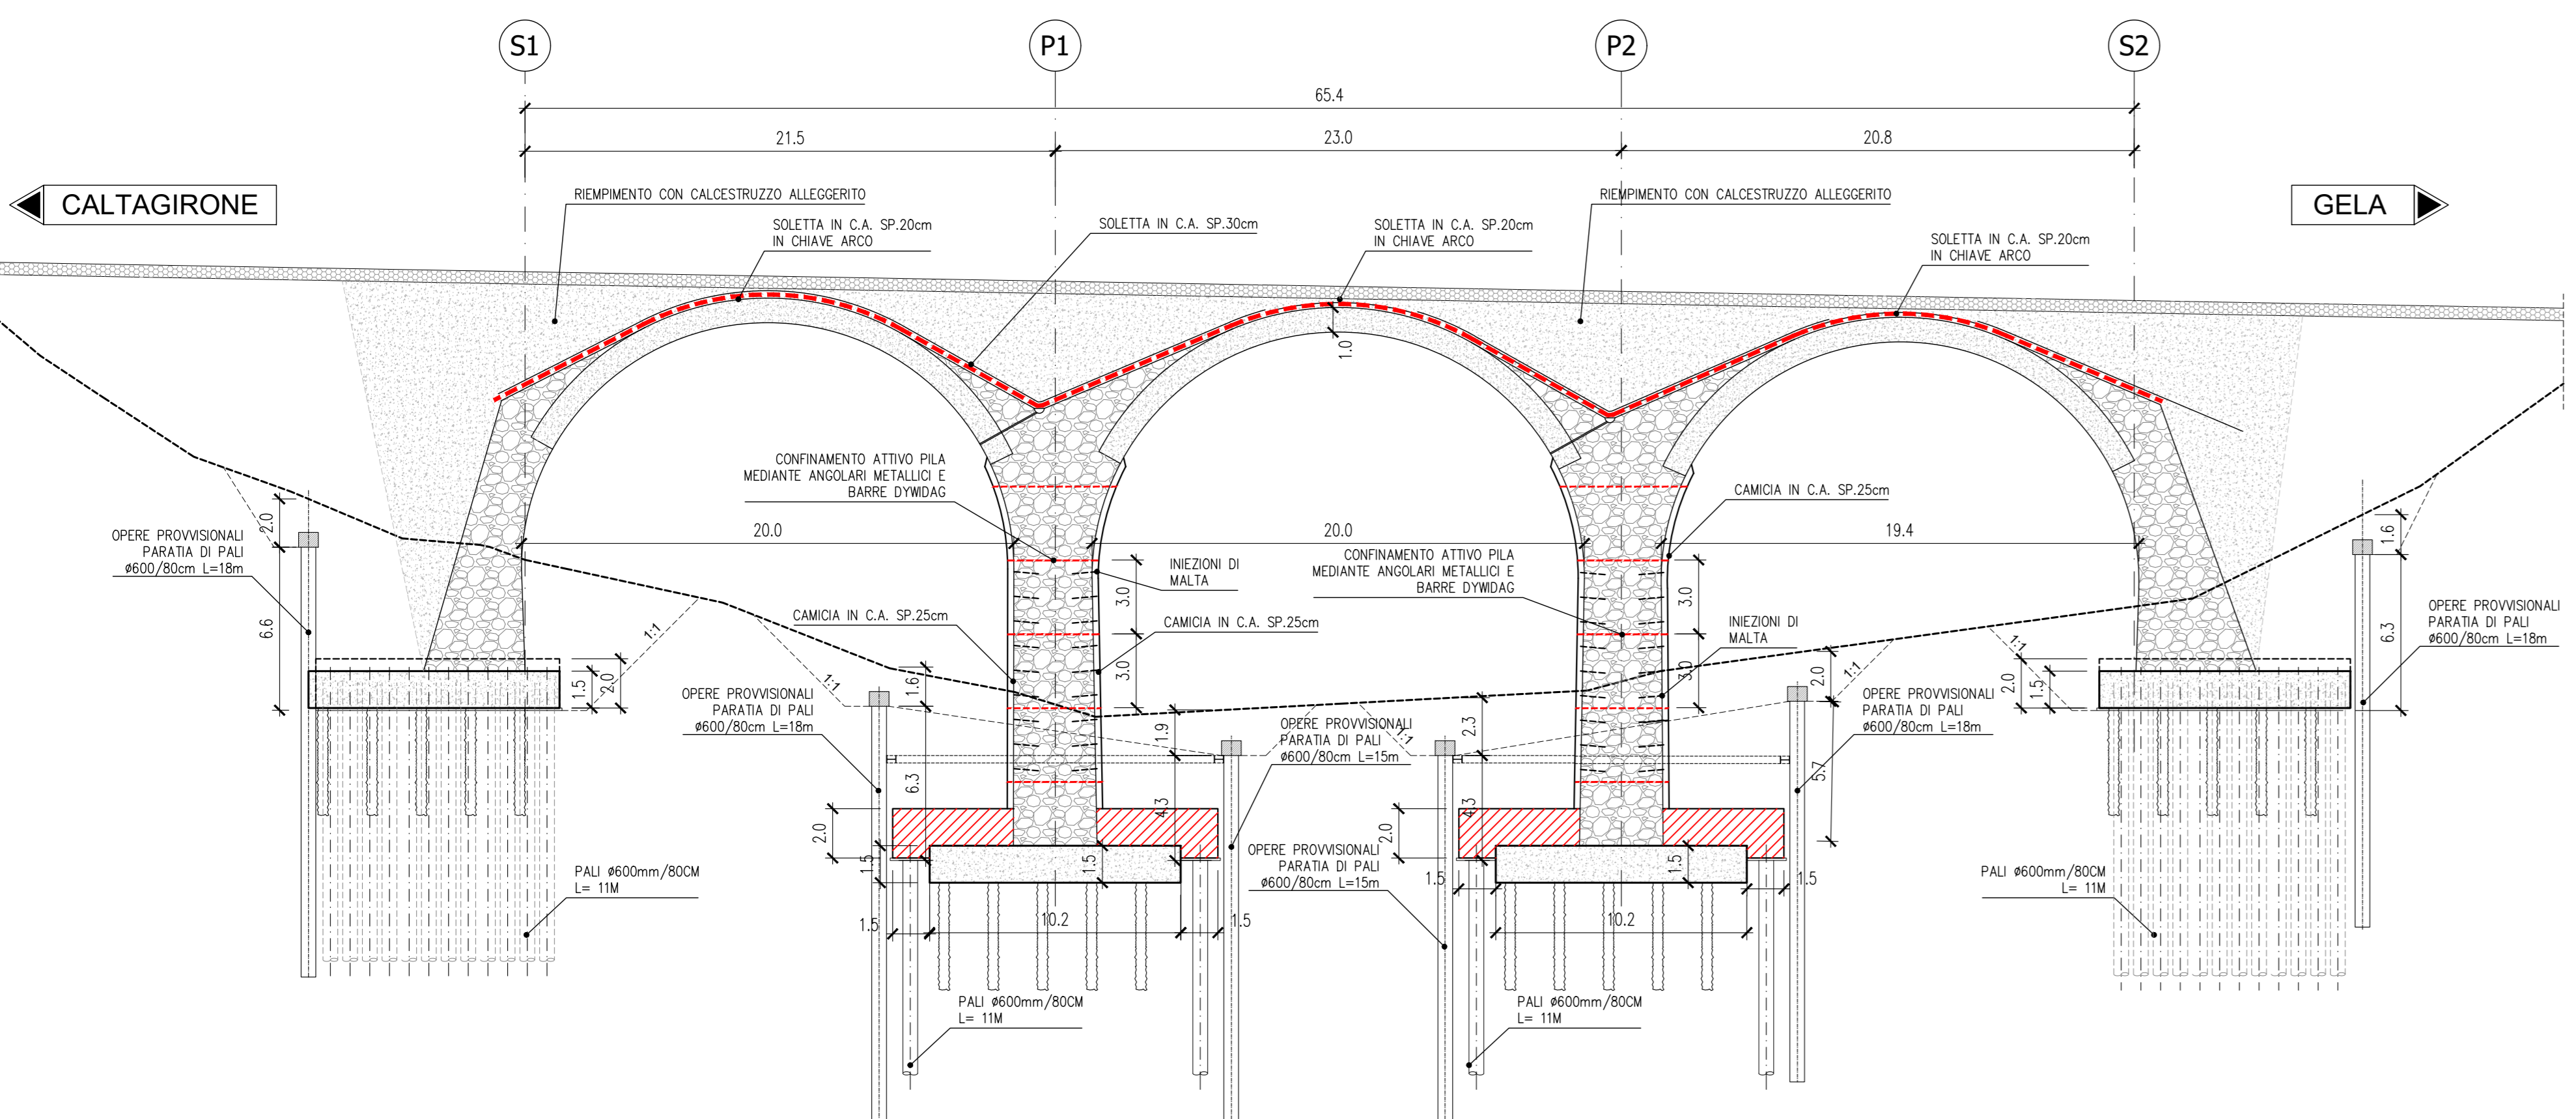 S1
P1
P2
S2
65.4
21.5
23.0
20.8
CALTAGIRONE
GELA
RIEMPIMENTO CON CALCESTRUZZO ALLEGGERITO
RIEMPIMENTO CON CALCESTRUZZO ALLEGGERITO
SOLETTA IN C.A. SP.20cm
IN CHIAVE ARCO
SOLETTA IN C.A. SP.30cm
SOLETTA IN C.A. SP.20cm
IN CHIAVE ARCO
SOLETTA IN C.A. SP.20cm
IN CHIAVE ARCO
1.0
CONFINAMENTO ATTIVO PILA
MEDIANTE ANGOLARI METALLICI E
BARRE DYWIDAG
CAMICIA IN C.A. SP.25cm
OPERE PROVVISIONALI
PARATIA DI PALI
ø600/80cm L=18m
2.0
6.6
20.0
20.0
19.4
INIEZIONI DI
MALTA
CONFINAMENTO ATTIVO PILA
MEDIANTE ANGOLARI METALLICI E
BARRE DYWIDAG
1.6
6.3
OPERE PROVVISIONALI
PARATIA DI PALI
ø600/80cm L=18m
3.0
3.0
3.0
3.0
CAMICIA IN C.A. SP.25cm
CAMICIA IN C.A. SP.25cm
INIEZIONI DI
MALTA
1:1
1:1
1:1
1:1
1:1
1:1
1.5
2.0
1.6
2.0
2.0
1.5
OPERE PROVVISIONALI
PARATIA DI PALI
ø600/80cm L=18m
OPERE PROVVISIONALI
PARATIA DI PALI
ø600/80cm L=15m
OPERE PROVVISIONALI
PARATIA DI PALI
ø600/80cm L=18m
1.9
2.3
6.3
4.3
4.3
5.7
2.0
2.0
1.5
1.5
1.5
OPERE PROVVISIONALI
PARATIA DI PALI
ø600/80cm L=15m
1.5
1.5
PALI ø600mm/80CM
L= 11M
PALI ø600mm/80CM
L= 11M
1.5
10.2
1.5
10.2
PALI ø600mm/80CM
L= 11M
PALI ø600mm/80CM
L= 11M